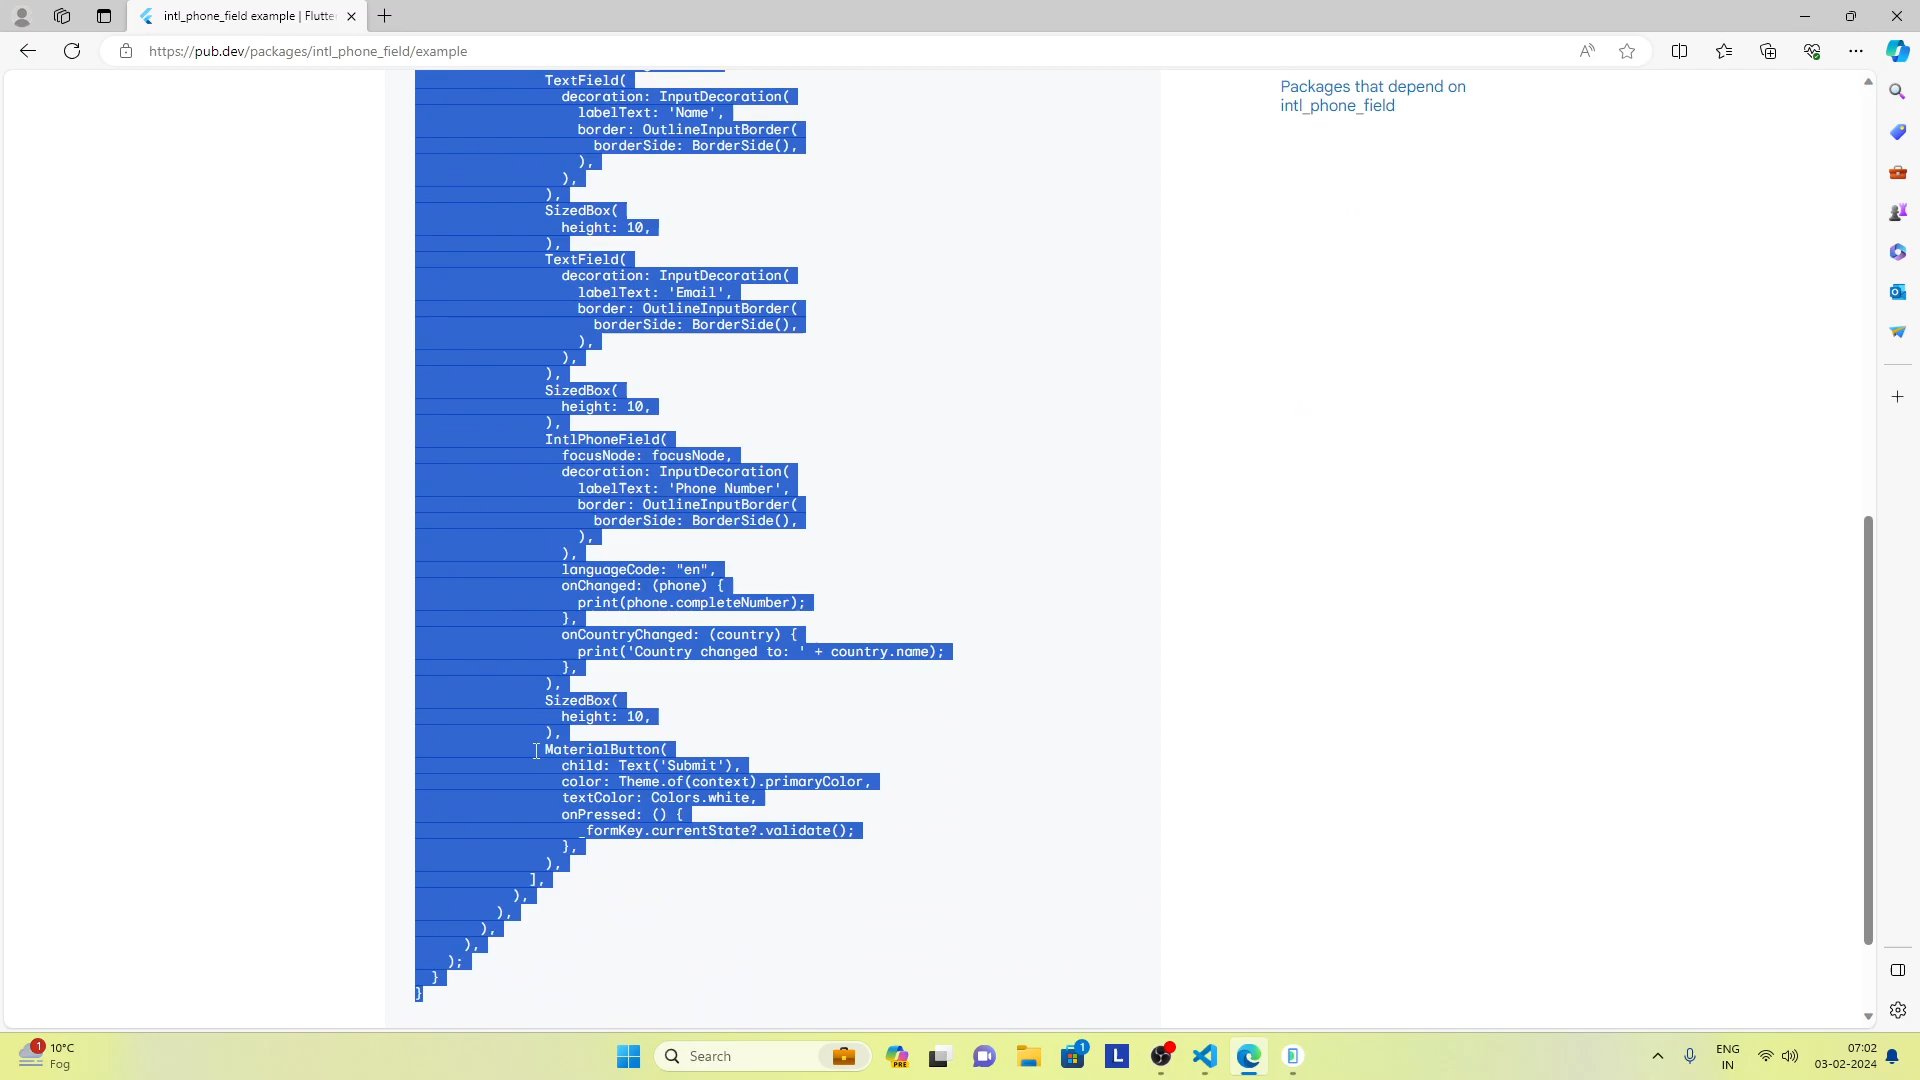 intl_phone_field example | Flutte
https://pub.dev/packages/intl_phone_field/example
TextField(
decoration: InputDecoration(
labelText: 'Name',
border: OutlineInputBorder(
borderSide: BorderSide(),
),
),
),
SizedBox(
height: 10,
),
TextField(
decoration: InputDecoration(
labelText: 'Email',
border: OutlineInputBorder(
borderSide: BorderSide(),
),
),
),
SizedBox(
height: 10,
),
IntlPhoneField(
focusNode: focusNode,
decoration: InputDecoration(
labelText: 'Phone Number',
border: OutlineInputBorder(
borderSide: BorderSide(),
),
),
languageCode: "en",
onChanged: (phone) {
print(phone.completeNumber);
},
onCountryChanged: (country) {
print('Country changed to: ' + country.name);
},
),
SizedBox(
height: 10,
),
MaterialButton(
child: Text('Submit'),
color: Theme.of(context).primaryColor,
textColor: Colors.white,
onPressed: () {
_formKey.currentState?.validate();
},
),
],
),
),
),
),
);
}
}
Packages that depend on
intl_phone_field
1
10°C
Fog
Search
PRE
1
L
ENG
IN
07:02
03-02-2024